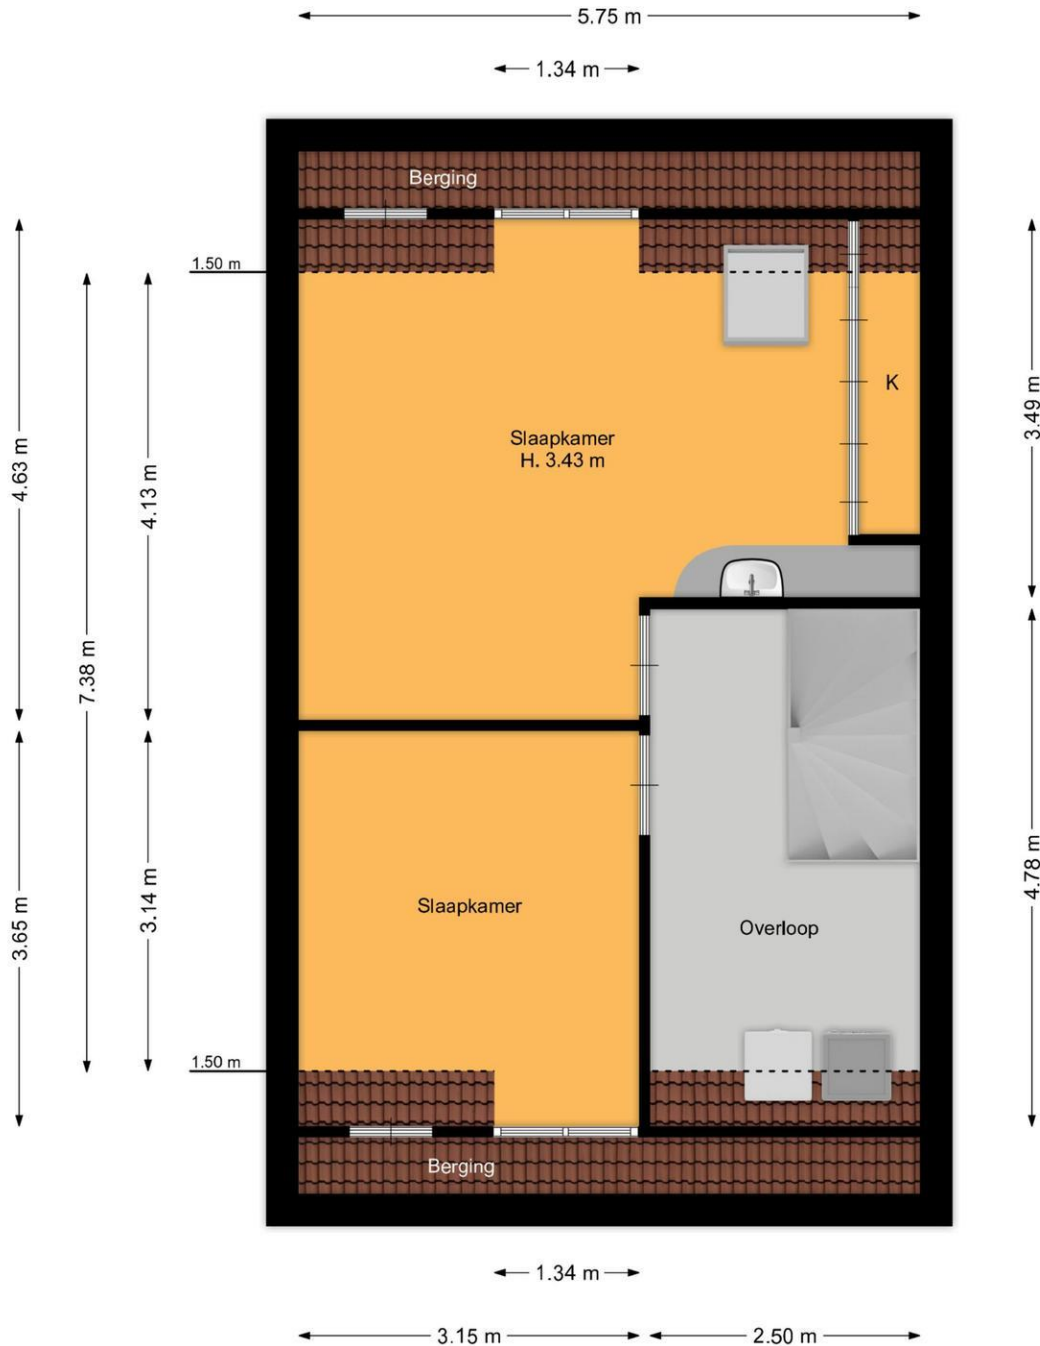 5.75 m
1.34 m
Berging
1.50 m
4.63 m
4.13 m
3.49 m
K
Slaapkamer
H. 3.43 m
7.38 m
3.65 m
3.14 m
4.78 m
Slaapkamer
Overloop
1.50 m
Berging
1.34 m
3.15 m
2.50 m